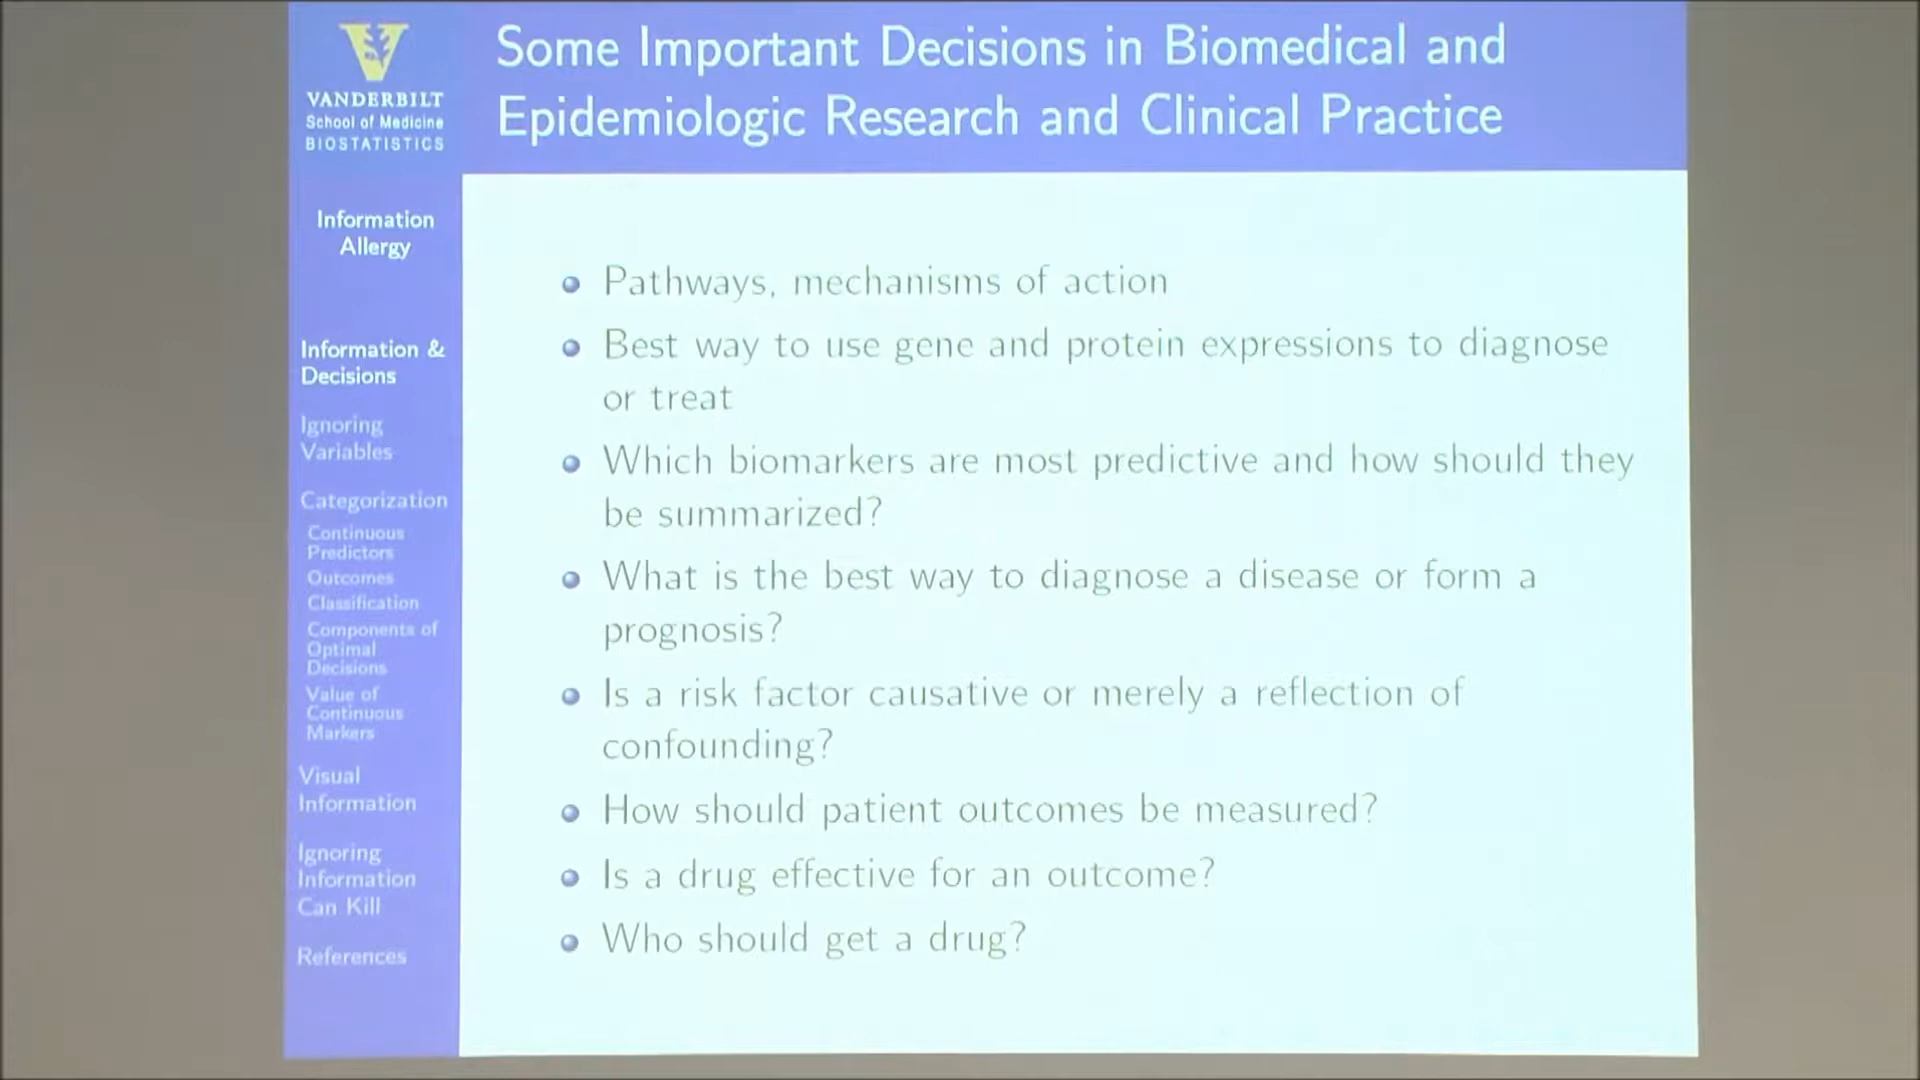 VANDERBILT
School of Medicine
BIOSTATISTICS
Some Important Decisions in Biomedical and
Epidemiologic Research and Clinical Practice
Information
Allergy
Information &
Decisions
Ignoring
Variables
Categorization
Continuous
Predictors
Outcomes
Classification
Components of
Optimal
Decisions
Value of
Continuous
Markers
Visual
Information
Ignoring
Information
Can Kill
References
Pathways, mechanisms of action
Best way to use gene and protein expressions to diagnose
or treat
Which biomarkers are most predictive and how should they
be summarized?
What is the best way to diagnose a disease or form a
prognosis?
Is a risk factor causative or merely a reflection of
confounding?
How should patient outcomes be measured?
Is a drug effective for an outcome?
Who should get a drug?